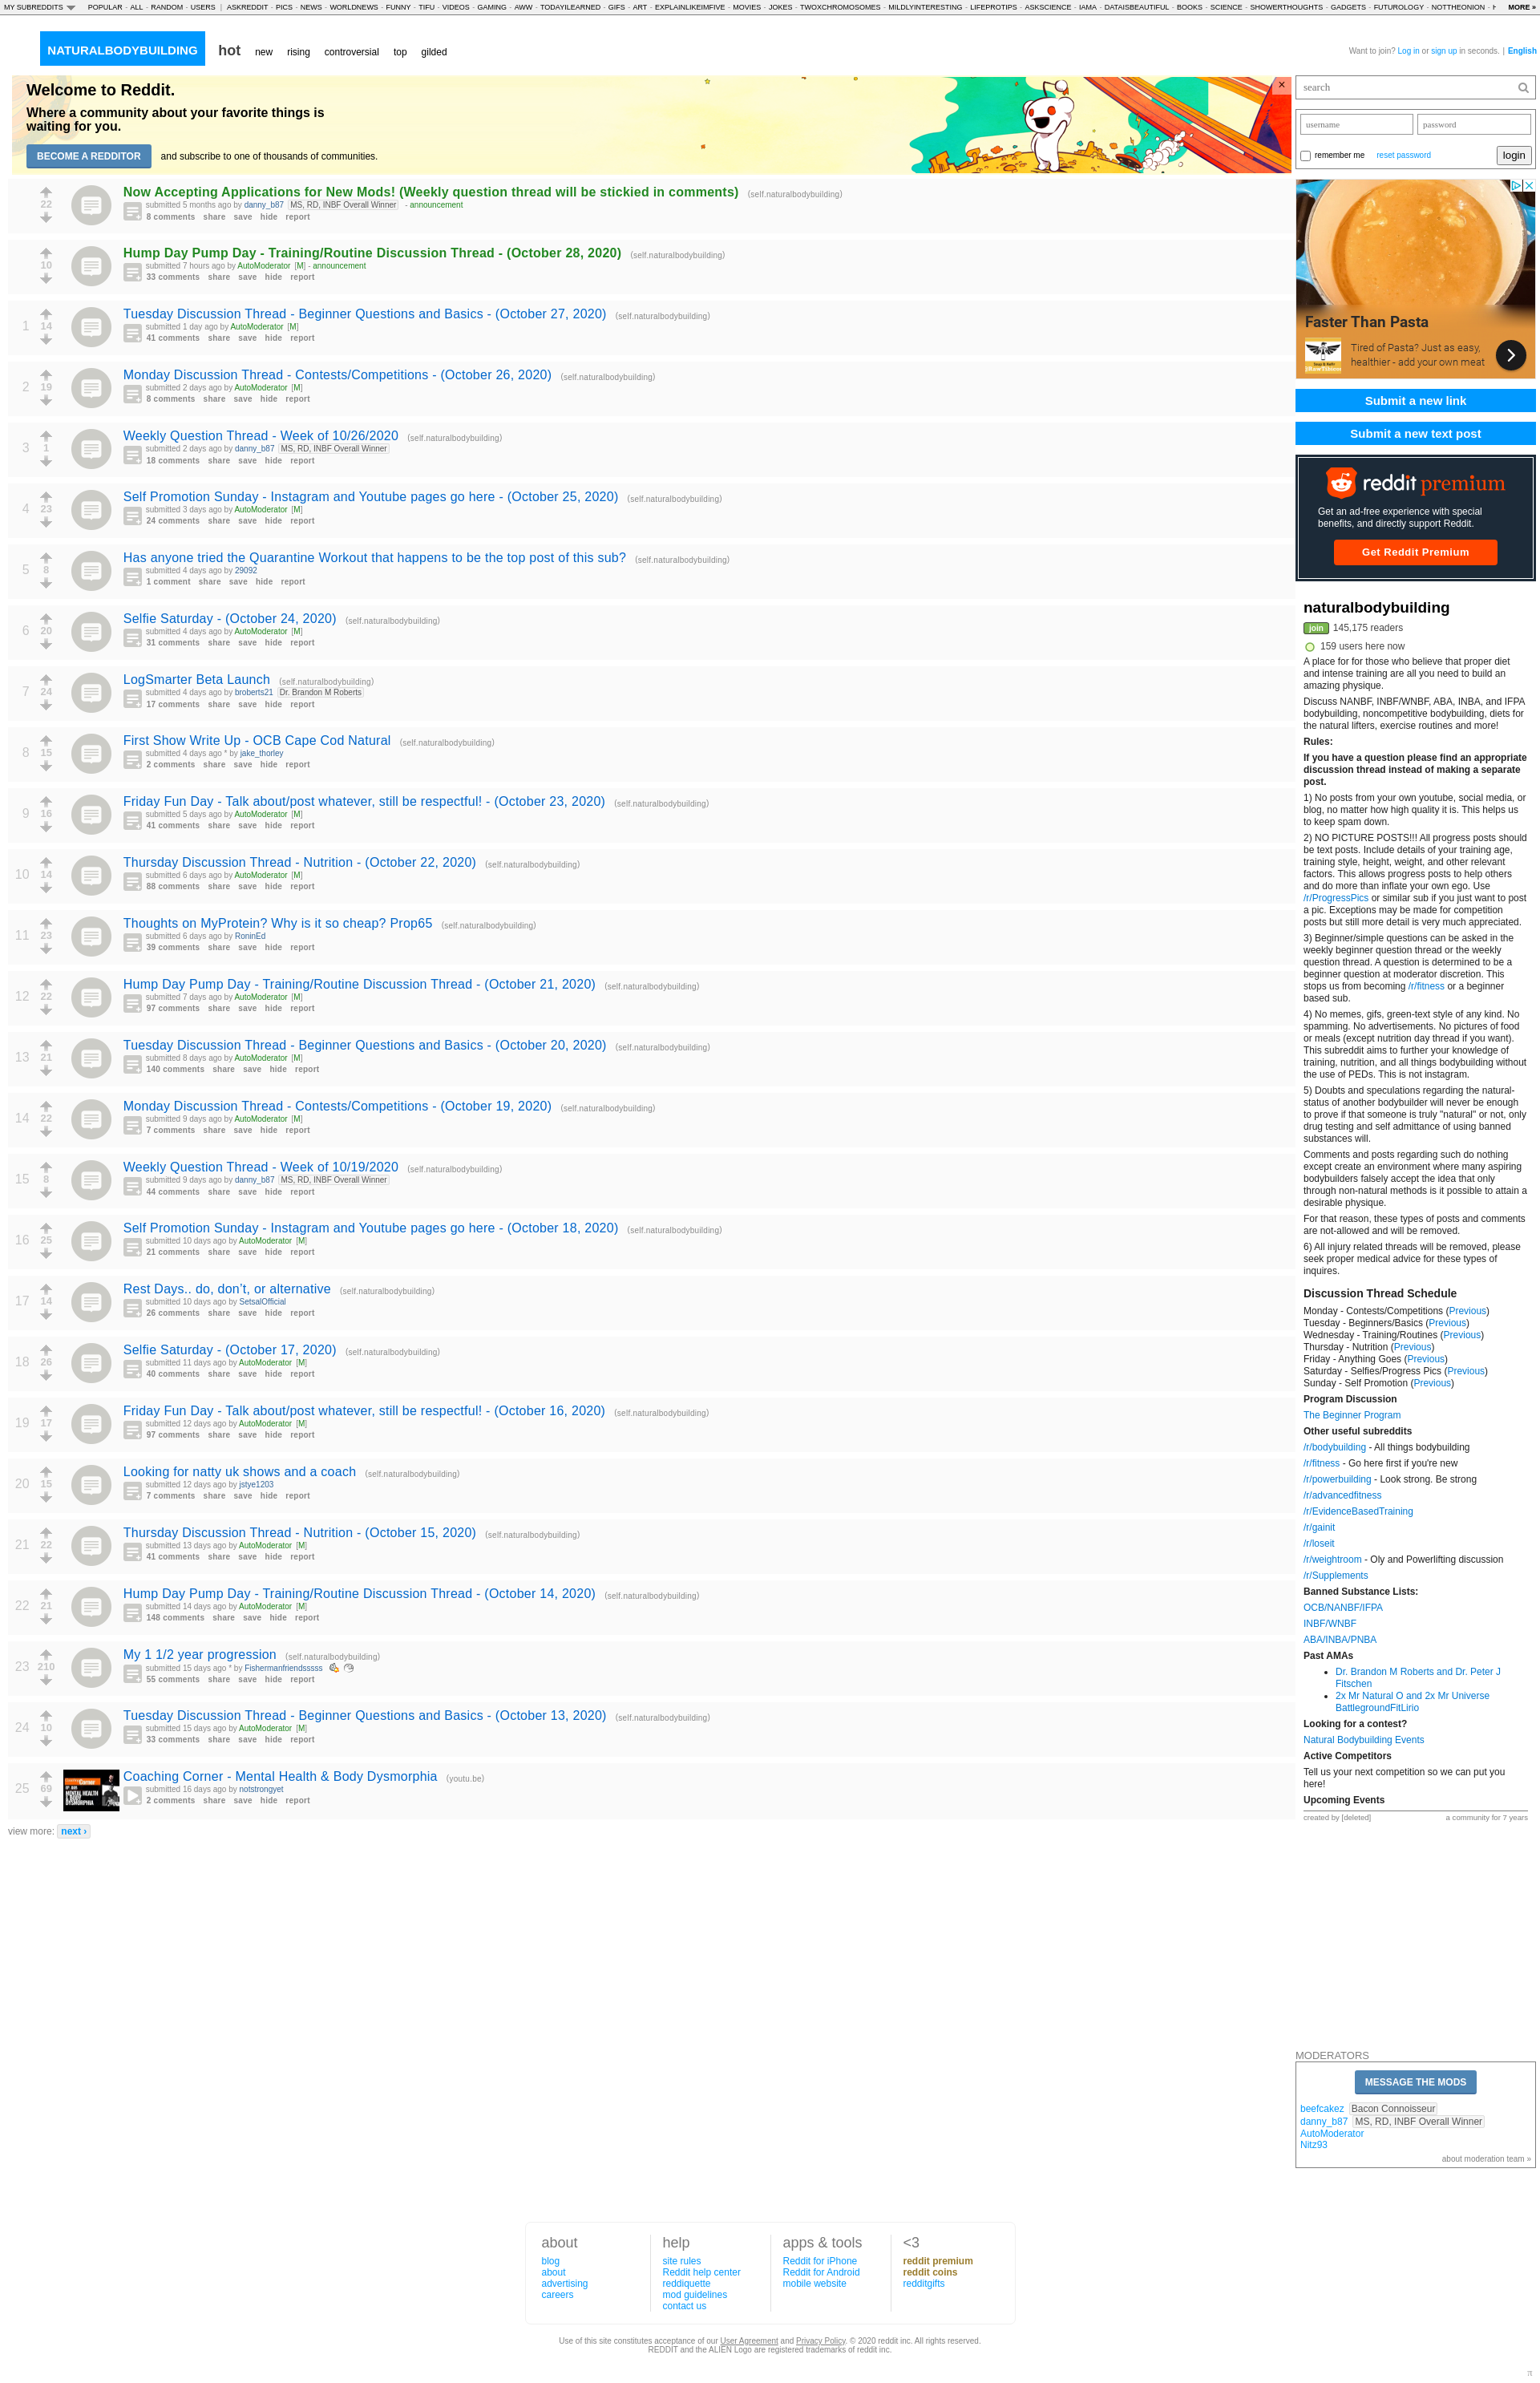 MY SUBREDDITS POPULAR - ALL - RANDOM - USERS | ASKREDDIT - PICS - NEWS - WORLDNEWS - FUNNY - TIFU - VIDEOS - GAMING - AWW - TODAYILEARNED - GIFS - ART - EXPLAINLIKEIMFIVE - MOVIES - JOKES - TWOXCHROMOSOMES - MILDLYINTERESTING - LIFEPROTIPS - ASKSCIENCE - IAMA - DATAISBEAUTIFUL - BOOKS - SCIENCE - SHOWERTHOUGHTS - GADGETS - FUTUROLOGY - NOTTHEONION - MORE »
NATURALBODYBUILDING hot new rising controversial top gilded
Want to join? Log in or sign up in seconds. | English
Welcome to Reddit.
Where a community about your favorite things is
waiting for you.
BECOME A REDDITOR and subscribe to one of thousands of communities.
×
22
Now Accepting Applications for New Mods! (Weekly question thread will be stickied in comments) (self.naturalbodybuilding)
submitted 5 months ago by danny_b87 MS, RD, INBF Overall Winner - announcement
8 comments share save hide report
10
Hump Day Pump Day - Training/Routine Discussion Thread - (October 28, 2020) (self.naturalbodybuilding)
submitted 7 hours ago by AutoModerator [M] - announcement
33 comments share save hide report
1 14
Tuesday Discussion Thread - Beginner Questions and Basics - (October 27, 2020) (self.naturalbodybuilding)
submitted 1 day ago by AutoModerator [M]
41 comments share save hide report
2 19
Monday Discussion Thread - Contests/Competitions - (October 26, 2020) (self.naturalbodybuilding)
submitted 2 days ago by AutoModerator [M]
8 comments share save hide report
3 1
Weekly Question Thread - Week of 10/26/2020 (self.naturalbodybuilding)
submitted 2 days ago by danny_b87 MS, RD, INBF Overall Winner
18 comments share save hide report
4 23
Self Promotion Sunday - Instagram and Youtube pages go here - (October 25, 2020) (self.naturalbodybuilding)
submitted 3 days ago by AutoModerator [M]
24 comments share save hide report
5 8
Has anyone tried the Quarantine Workout that happens to be the top post of this sub? (self.naturalbodybuilding)
submitted 4 days ago by 29092
1 comment share save hide report
6 20
Selfie Saturday - (October 24, 2020) (self.naturalbodybuilding)
submitted 4 days ago by AutoModerator [M]
31 comments share save hide report
7 24
LogSmarter Beta Launch (self.naturalbodybuilding)
submitted 4 days ago by broberts21 Dr. Brandon M Roberts
17 comments share save hide report
8 15
First Show Write Up - OCB Cape Cod Natural (self.naturalbodybuilding)
submitted 4 days ago * by jake_thorley
2 comments share save hide report
9 16
Friday Fun Day - Talk about/post whatever, still be respectful! - (October 23, 2020) (self.naturalbodybuilding)
submitted 5 days ago by AutoModerator [M]
41 comments share save hide report
10 14
Thursday Discussion Thread - Nutrition - (October 22, 2020) (self.naturalbodybuilding)
submitted 6 days ago by AutoModerator [M]
88 comments share save hide report
11 23
Thoughts on MyProtein? Why is it so cheap? Prop65 (self.naturalbodybuilding)
submitted 6 days ago by RoninEd
39 comments share save hide report
12 22
Hump Day Pump Day - Training/Routine Discussion Thread - (October 21, 2020) (self.naturalbodybuilding)
submitted 7 days ago by AutoModerator [M]
97 comments share save hide report
13 21
Tuesday Discussion Thread - Beginner Questions and Basics - (October 20, 2020) (self.naturalbodybuilding)
submitted 8 days ago by AutoModerator [M]
140 comments share save hide report
14 22
Monday Discussion Thread - Contests/Competitions - (October 19, 2020) (self.naturalbodybuilding)
submitted 9 days ago by AutoModerator [M]
7 comments share save hide report
15 8
Weekly Question Thread - Week of 10/19/2020 (self.naturalbodybuilding)
submitted 9 days ago by danny_b87 MS, RD, INBF Overall Winner
44 comments share save hide report
16 25
Self Promotion Sunday - Instagram and Youtube pages go here - (October 18, 2020) (self.naturalbodybuilding)
submitted 10 days ago by AutoModerator [M]
21 comments share save hide report
17 14
Rest Days.. do, don't, or alternative (self.naturalbodybuilding)
submitted 10 days ago by SetsalOfficial
26 comments share save hide report
18 26
Selfie Saturday - (October 17, 2020) (self.naturalbodybuilding)
submitted 11 days ago by AutoModerator [M]
40 comments share save hide report
19 17
Friday Fun Day - Talk about/post whatever, still be respectful! - (October 16, 2020) (self.naturalbodybuilding)
submitted 12 days ago by AutoModerator [M]
97 comments share save hide report
20 15
Looking for natty uk shows and a coach (self.naturalbodybuilding)
submitted 12 days ago by jstye1203
7 comments share save hide report
21 22
Thursday Discussion Thread - Nutrition - (October 15, 2020) (self.naturalbodybuilding)
submitted 13 days ago by AutoModerator [M]
41 comments share save hide report
22 21
Hump Day Pump Day - Training/Routine Discussion Thread - (October 14, 2020) (self.naturalbodybuilding)
submitted 14 days ago by AutoModerator [M]
148 comments share save hide report
23 210
My 1 1/2 year progression (self.naturalbodybuilding)
submitted 15 days ago * by Fishermanfriendsssss
55 comments share save hide report
24 10
Tuesday Discussion Thread - Beginner Questions and Basics - (October 13, 2020) (self.naturalbodybuilding)
submitted 15 days ago by AutoModerator [M]
33 comments share save hide report
25 69
MENTAL HEALTH
Coaching Corner - Mental Health & Body Dysmorphia (youtu.be)
submitted 16 days ago by notstrongyet
2 comments share save hide report
view more: next ›
search
username password
remember me reset password login
Faster Than Pasta
Tired of Pasta? Just as easy,
healthier - add your own meat
Submit a new link
Submit a new text post
reddit premium
Get an ad-free experience with special
benefits, and directly support Reddit.
Get Reddit Premium
naturalbodybuilding
join 145,175 readers
159 users here now
A place for for those who believe that proper diet
and intense training are all you need to build an
amazing physique.
Discuss NANBF, INBF/WNBF, ABA, INBA, and IFPA
bodybuilding, noncompetitive bodybuilding, diets for
the natural lifters, exercise routines and more!
Rules:
If you have a question please find an appropriate
discussion thread instead of making a separate
post.
1) No posts from your own youtube, social media, or
blog, no matter how high quality it is. This helps us
to keep spam down.
2) NO PICTURE POSTS!!! All progress posts should
be text posts. Include details of your training age,
training style, height, weight, and other relevant
factors. This allows progress posts to help others
and do more than inflate your own ego. Use
/r/ProgressPics or similar sub if you just want to post
a pic. Exceptions may be made for competition
posts but still more detail is very much appreciated.
3) Beginner/simple questions can be asked in the
weekly beginner question thread or the weekly
question thread. A question is determined to be a
beginner question at moderator discretion. This
stops us from becoming /r/fitness or a beginner
based sub.
4) No memes, gifs, green-text style of any kind. No
spamming. No advertisements. No pictures of food
or meals (except nutrition day thread if you want).
This subreddit aims to further your knowledge of
training, nutrition, and all things bodybuilding without
the use of PEDs. This is not instagram.
5) Doubts and speculations regarding the natural-
status of another bodybuilder will never be enough
to prove if that someone is truly "natural" or not, only
drug testing and self admittance of using banned
substances will.
Comments and posts regarding such do nothing
except create an environment where many aspiring
bodybuilders falsely accept the idea that only
through non-natural methods is it possible to attain a
desirable physique.
For that reason, these types of posts and comments
are not-allowed and will be removed.
6) All injury related threads will be removed, please
seek proper medical advice for these types of
inquires.
Discussion Thread Schedule
Monday - Contests/Competitions (Previous)
Tuesday - Beginners/Basics (Previous)
Wednesday - Training/Routines (Previous)
Thursday - Nutrition (Previous)
Friday - Anything Goes (Previous)
Saturday - Selfies/Progress Pics (Previous)
Sunday - Self Promotion (Previous)
Program Discussion
The Beginner Program
Other useful subreddits
/r/bodybuilding - All things bodybuilding
/r/fitness - Go here first if you're new
/r/powerbuilding - Look strong. Be strong
/r/advancedfitness
/r/EvidenceBasedTraining
/r/gainit
/r/loseit
/r/weightroom - Oly and Powerlifting discussion
/r/Supplements
Banned Substance Lists:
OCB/NANBF/IFPA
INBF/WNBF
ABA/INBA/PNBA
Past AMAs
Dr. Brandon M Roberts and Dr. Peter J
Fitschen
2x Mr Natural O and 2x Mr Universe
BattlegroundFitLirio
Looking for a contest?
Natural Bodybuilding Events
Active Competitors
Tell us your next competition so we can put you
here!
Upcoming Events
created by [deleted] a community for 7 years
MODERATORS
MESSAGE THE MODS
beefcakez Bacon Connoisseur
danny_b87 MS, RD, INBF Overall Winner
AutoModerator
Nitz93
about moderation team »
about
blog
about
advertising
careers
help
site rules
Reddit help center
reddiquette
mod guidelines
contact us
apps & tools
Reddit for iPhone
Reddit for Android
mobile website
<3
reddit premium
reddit coins
redditgifts
Use of this site constitutes acceptance of our User Agreement and Privacy Policy. © 2020 reddit inc. All rights reserved.
REDDIT and the ALIEN Logo are registered trademarks of reddit inc.
π